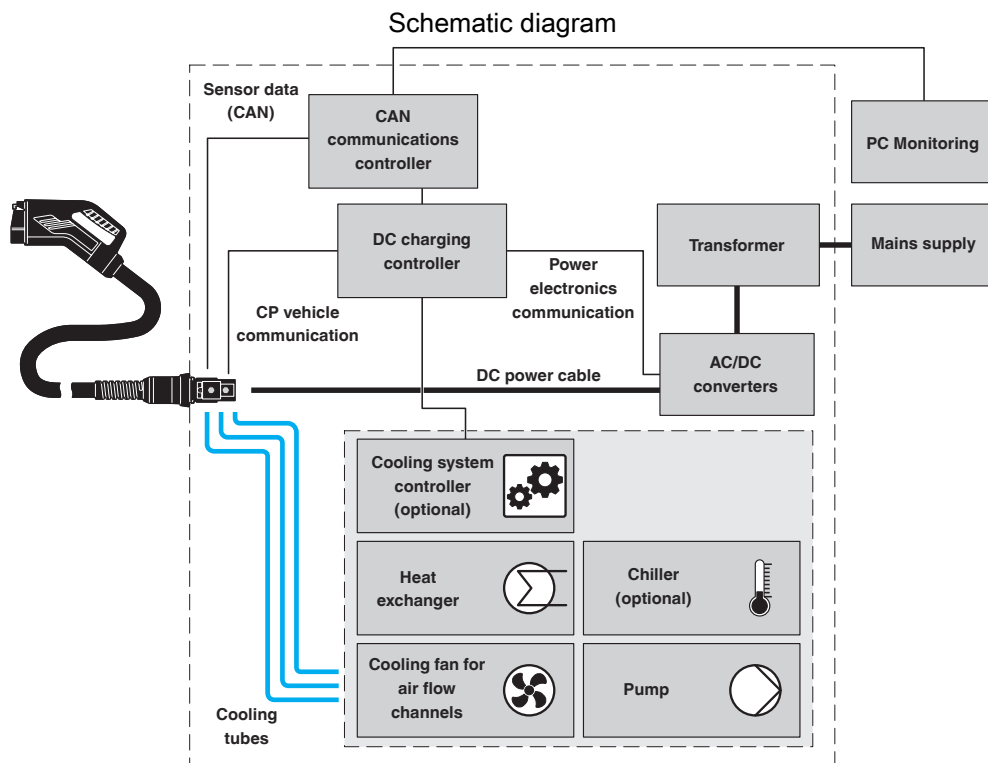 Schematic diagram
Sensor data
(CAN)
CAN
communications
controller
PC Monitoring
DC charging
controller
Transformer
Mains supply
Power
electronics
communication
CP vehicle
communication
AC/DC
converters
DC power cable
Cooling system
controller
(optional)
Heat
exchanger
Chiller
(optional)
Cooling fan for
air flow
channels
Pump
Cooling
tubes